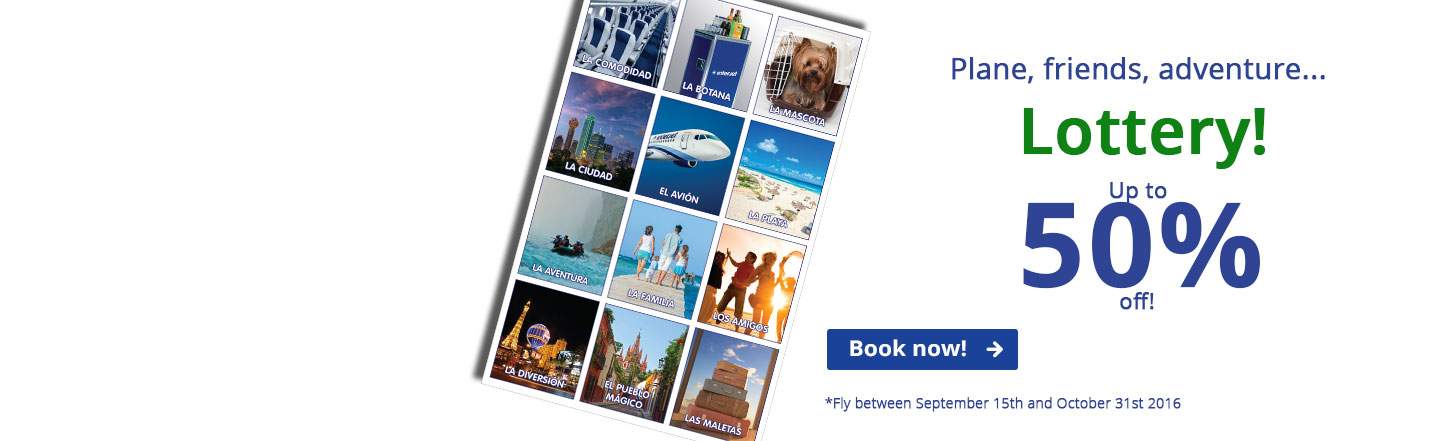 LA COMODIDAD
interjet
LA BOTANA
LA MASCOTA
LA CIUDAD
EL AVIÓN
LA PLAYA
LA AVENTURA
LA FAMILIA
LOS AMIGOS
LA DIVERSIÓN
EL PUEBLO
MÁGICO
LAS MALETAS
Plane, friends, adventure...
Lottery!
Up to
50%
off!
Book now!
*Fly between September 15th and October 31st 2016